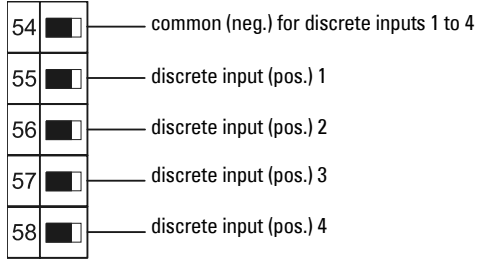 54 common (neg.) for discrete inputs 1 to 4
55 discrete input (pos.) 1
56 discrete input (pos.) 2
57 discrete input (pos.) 3
58 discrete input (pos.) 4